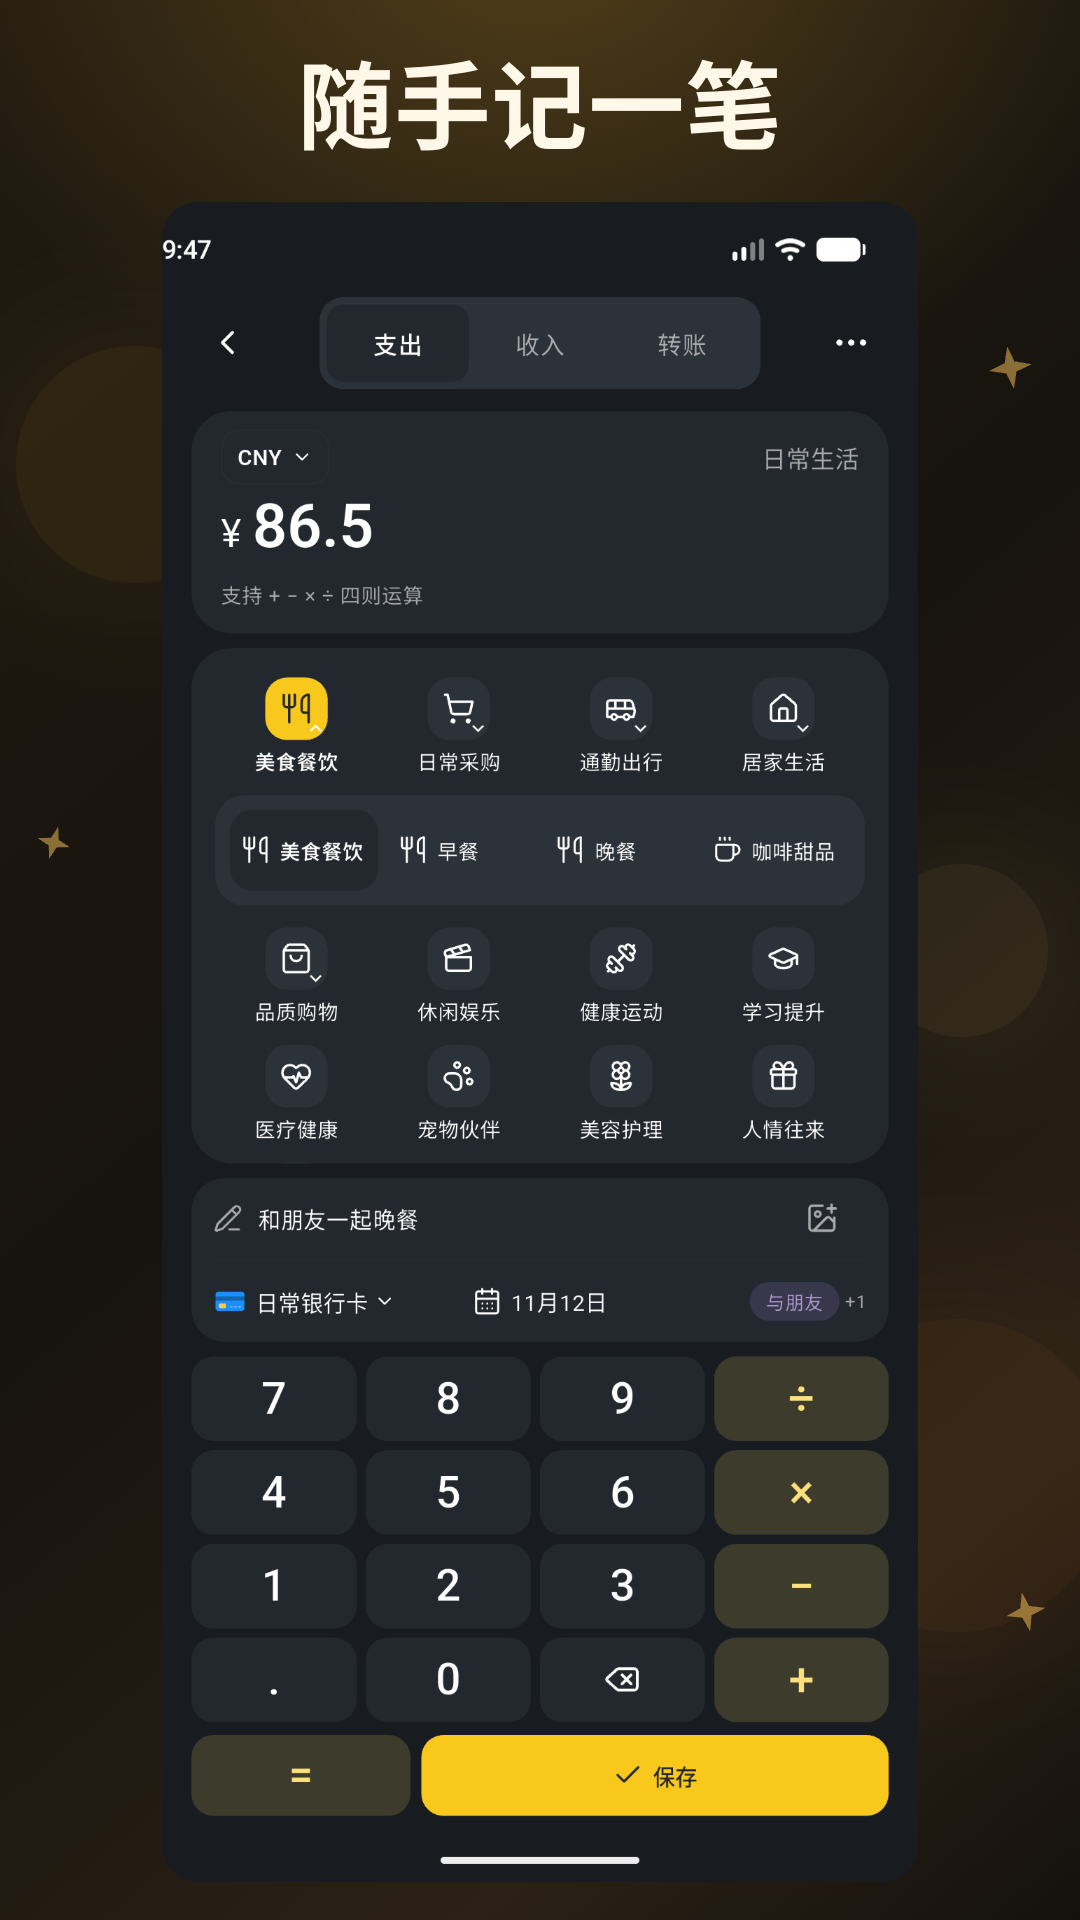 随手记一笔
9:47
支出 收入 转账
CNY 日常生活
¥ 86.5
支持 + − × ÷ 四则运算
美食餐饮 日常采购 通勤出行 居家生活
美食餐饮 早餐 晚餐 咖啡甜品
品质购物 休闲娱乐 健康运动 学习提升
医疗健康 宠物伙伴 美容护理 人情往来
和朋友一起晚餐
日常银行卡 11月12日 与朋友 +1
7 8 9 ÷
4 5 6 ×
1 2 3 −
. 0 +
= 保存